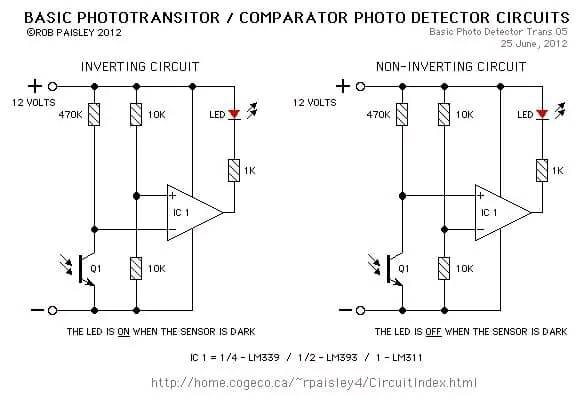 BASIC PHOTOTRANSITOR / COMPARATOR PHOTO DETECTOR CIRCUITS
©ROB PAISLEY 2012
Basic Photo Detector Trans 05
25 June, 2012
INVERTING CIRCUIT
NON-INVERTING CIRCUIT
+
12 VOLTS
470K
10K
LED
1K
+
IC 1
−
Q1
10K
−
THE LED IS ON WHEN THE SENSOR IS DARK
+
12 VOLTS
470K
10K
LED
1K
+
IC 1
−
Q1
10K
−
THE LED IS OFF WHEN THE SENSOR IS DARK
IC 1 = 1/4 - LM339 / 1/2 - LM393 / 1 - LM311
http://home.cogeco.ca/~rpaisley4/CircuitIndex.html